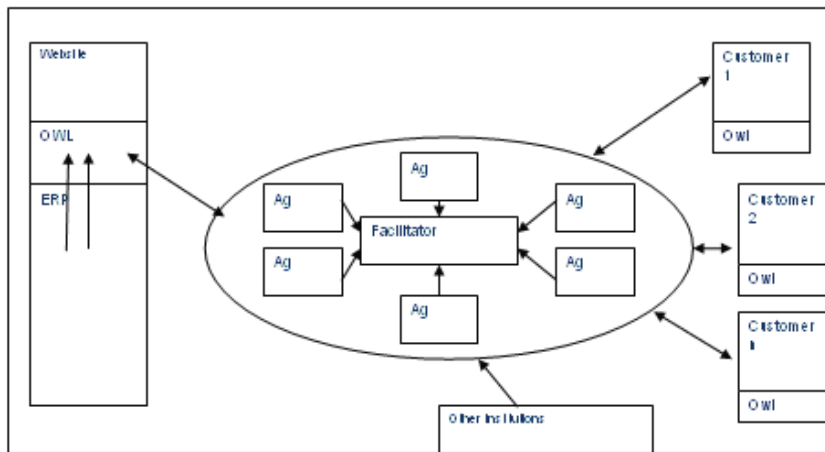 Website
OWL
ERP
Ag
Ag
Ag
Facilitator
Ag
Ag
Ag
Customer
1
Owl
Customer
2
Owl
Customer
n
Owl
Other Institutions